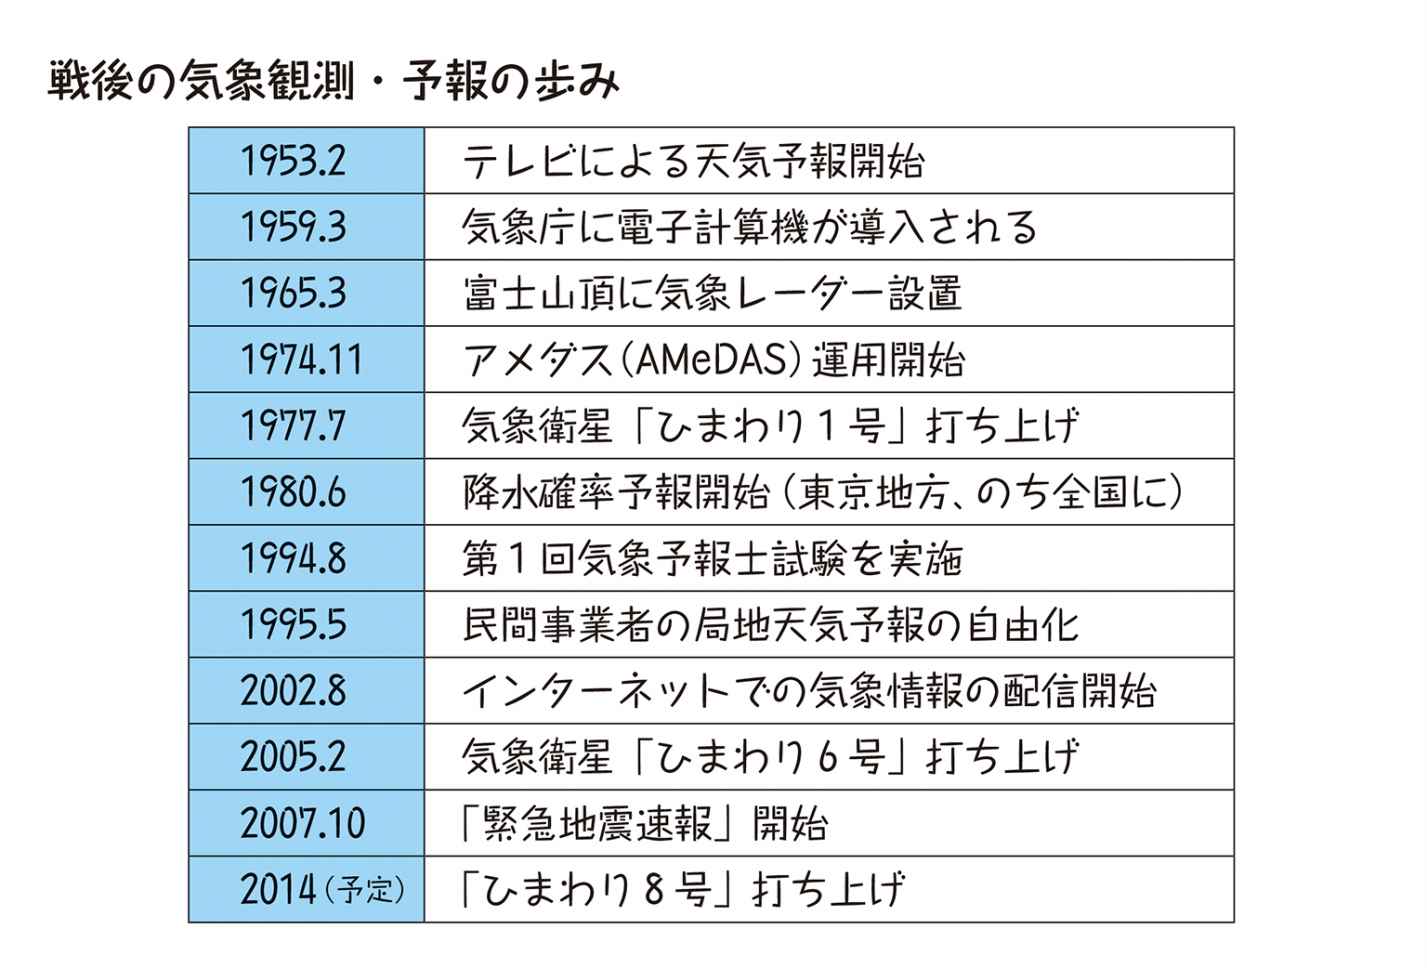 戦後の気象観測・予報の歩み
1953.2 テレビによる天気予報開始
1959.3 気象庁に電子計算機が導入される
1965.3 富士山頂に気象レーダー設置
1974.11 アメダス(AMeDAS)運用開始
1977.7 気象衛星「ひまわり1号」打ち上げ
1980.6 降水確率予報開始(東京地方、のち全国に)
1994.8 第1回気象予報士試験を実施
1995.5 民間事業者の局地天気予報の自由化
2002.8 インターネットでの気象情報の配信開始
2005.2 気象衛星「ひまわり6号」打ち上げ
2007.10 「緊急地震速報」開始
2014(予定) 「ひまわり8号」打ち上げ